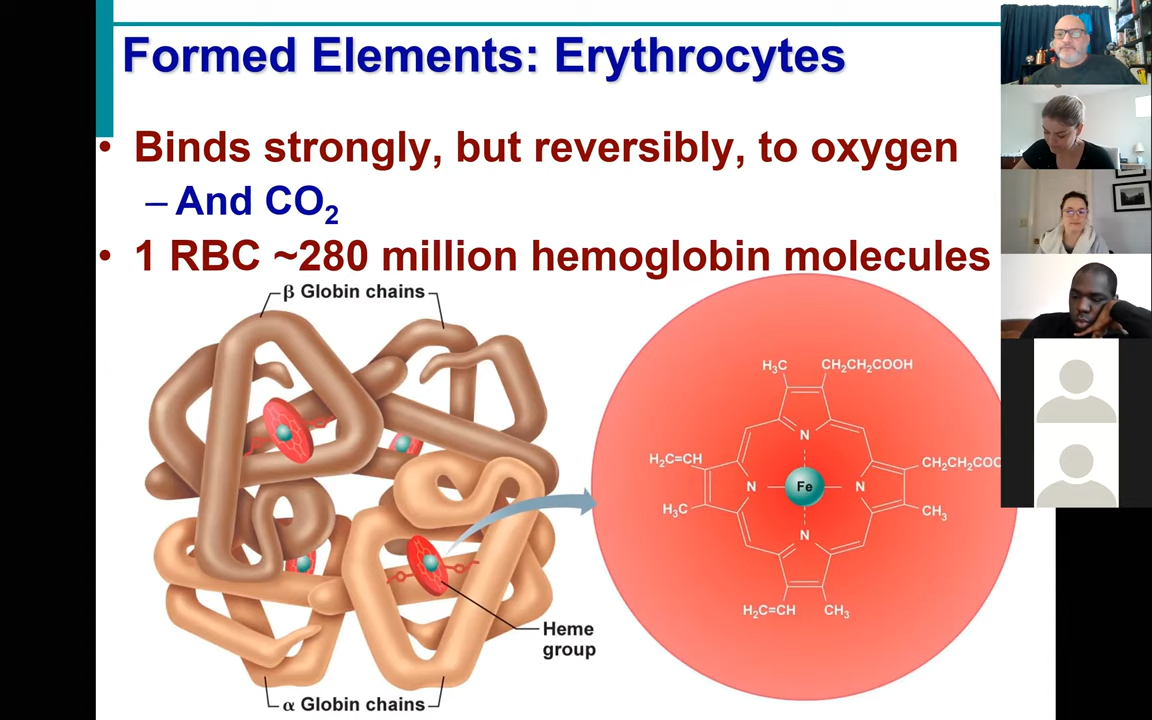 Formed Elements: Erythrocytes
• Binds strongly, but reversibly, to oxygen
– And CO₂
• 1 RBC ~280 million hemoglobin molecules
β Globin chains
H₃C
CH₂CH₂COOH
N
H₂C=CH
CH₂CH₂COO
N
Fe
N
H₃C
CH₃
N
H₂C=CH
CH₃
Heme
group
α Globin chains